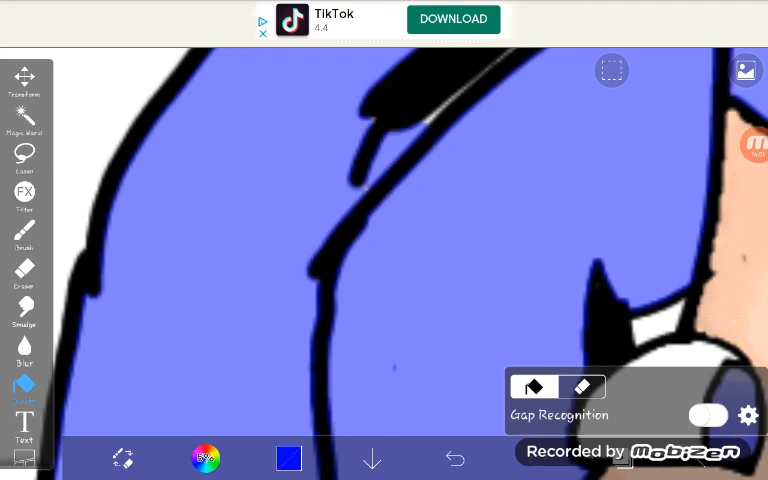 TikTok
4.4
DOWNLOAD
Transform
Magic Wand
Lasso
FX
Filter
Brush
Eraser
Smudge
Blur
T
Text
Gap Recognition
Recorded by Mobizen